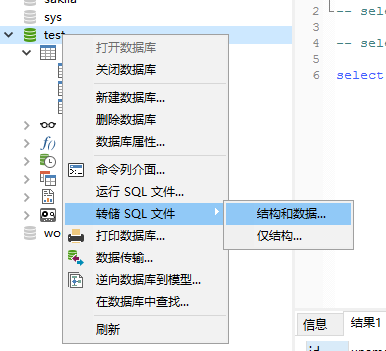 sys
test
打开数据库
关闭数据库
新建数据库...
删除数据库
数据库属性...
命令列介面...
运行 SQL 文件...
转储 SQL 文件
结构和数据...
仅结构...
打印数据库...
数据传输...
逆向数据库到模型...
在数据库中查找...
刷新
wo
2
-- sele
3
4
-- sele
5
6
select
信息
结果1
id